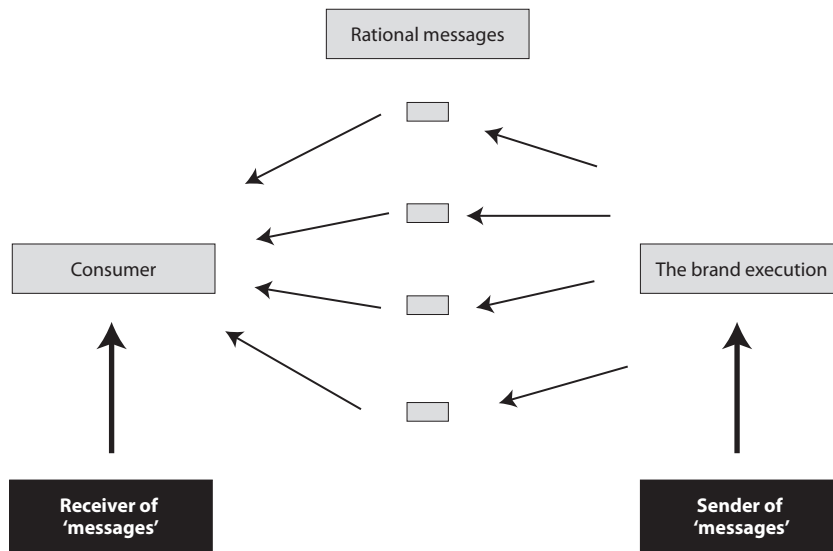 Rational messages
Consumer
The brand execution
Receiver of
‘messages’
Sender of
‘messages’